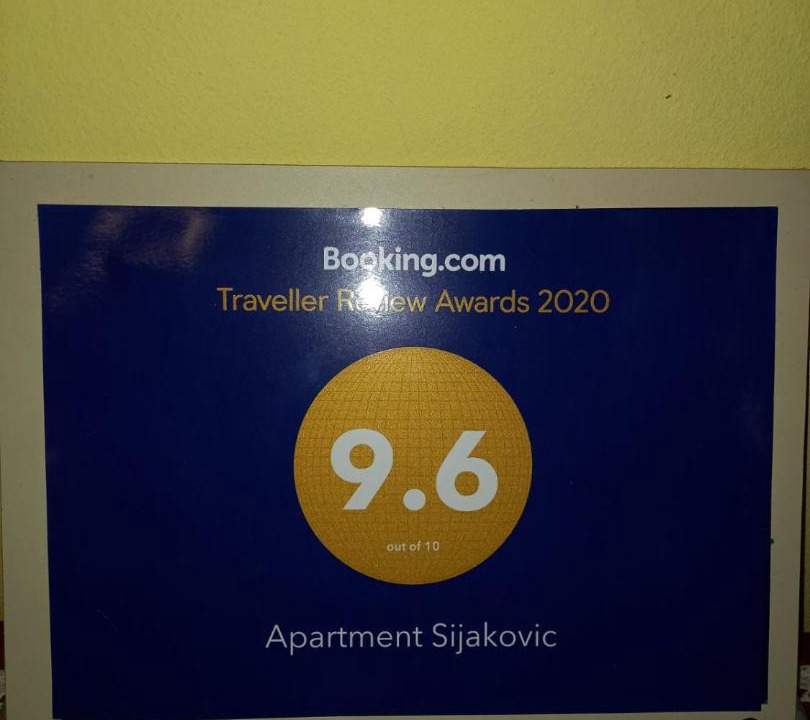 Booking.com
Traveller Review Awards 2020
9.6
out of 10
Apartment Sijakovic